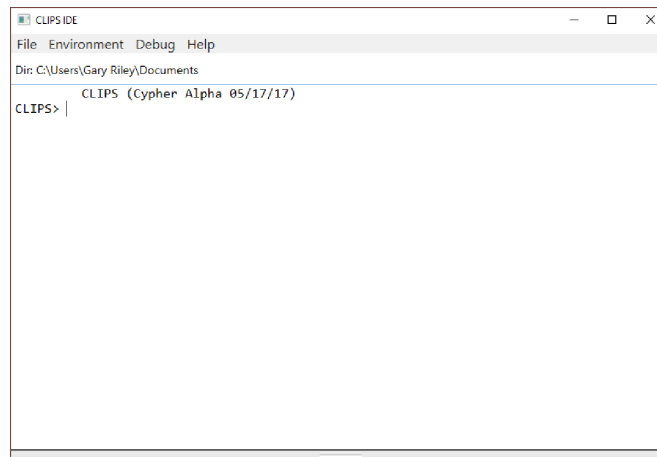 CLIPS IDE
File Environment Debug Help
Dir: C:\Users\Gary Riley\Documents
CLIPS (Cypher Alpha 05/17/17)
CLIPS>